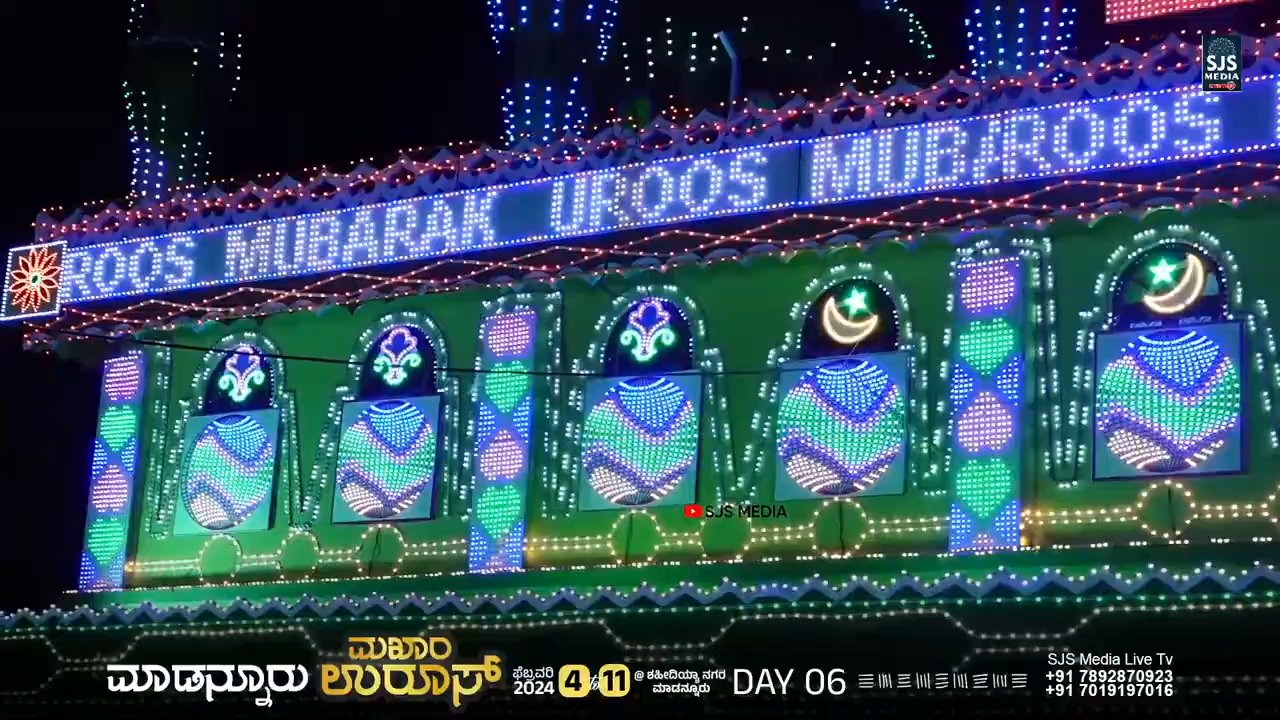 SJS
MEDIA
ROOS MUBARAK UROOS MUBAROOS
SJS MEDIA
ಮಾಡನ್ನೂರು
ಮಖಾಂ
ಉರೂಸ್
ಫೆಬ್ರವರಿ
2024
4
11
@ ಶಹೀದಿಯ್ಯಾ ನಗರ
ಮಾಡನ್ನೂರು
DAY 06
SJS Media Live Tv
+91 7892870923
+91 7019197016